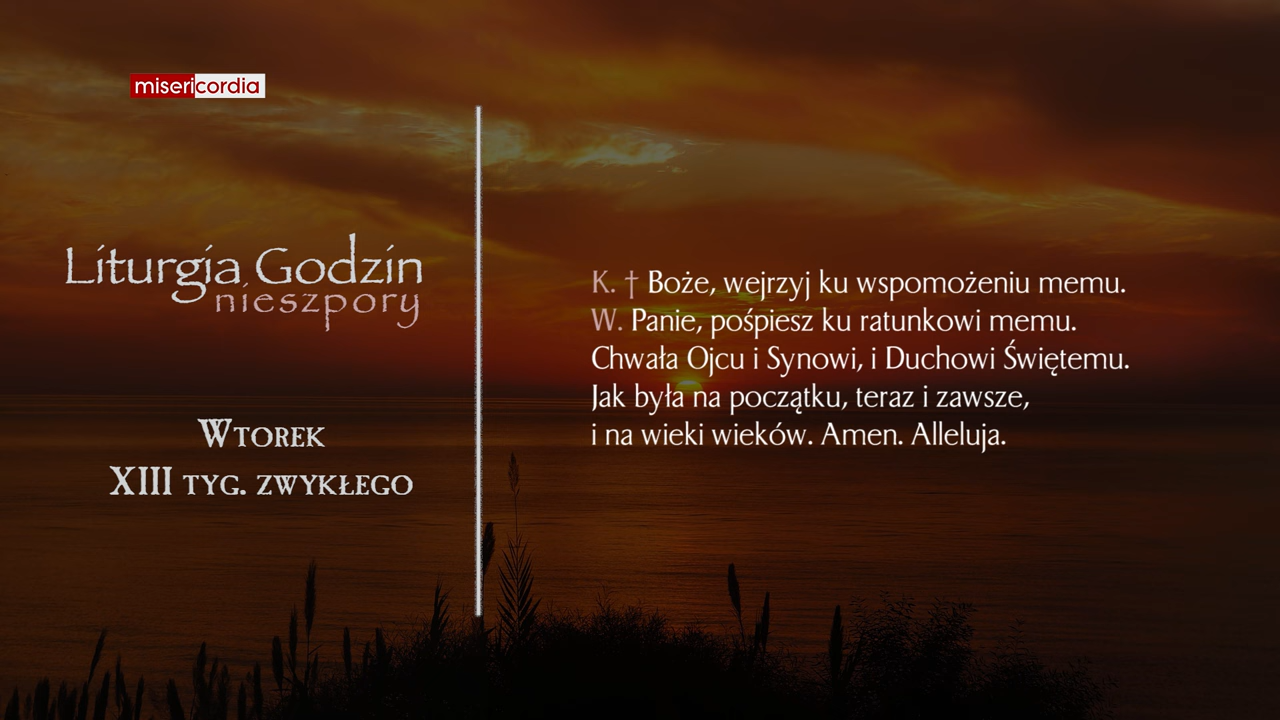 misericordia
Liturgia Godzin
nieszpory
Wtorek
XIII tyg. zwykłego
K. † Boże, wejrzyj ku wspomożeniu memu.
W. Panie, pośpiesz ku ratunkowi memu.
Chwała Ojcu i Synowi, i Duchowi Świętemu.
Jak była na początku, teraz i zawsze,
i na wieki wieków. Amen. Alleluja.